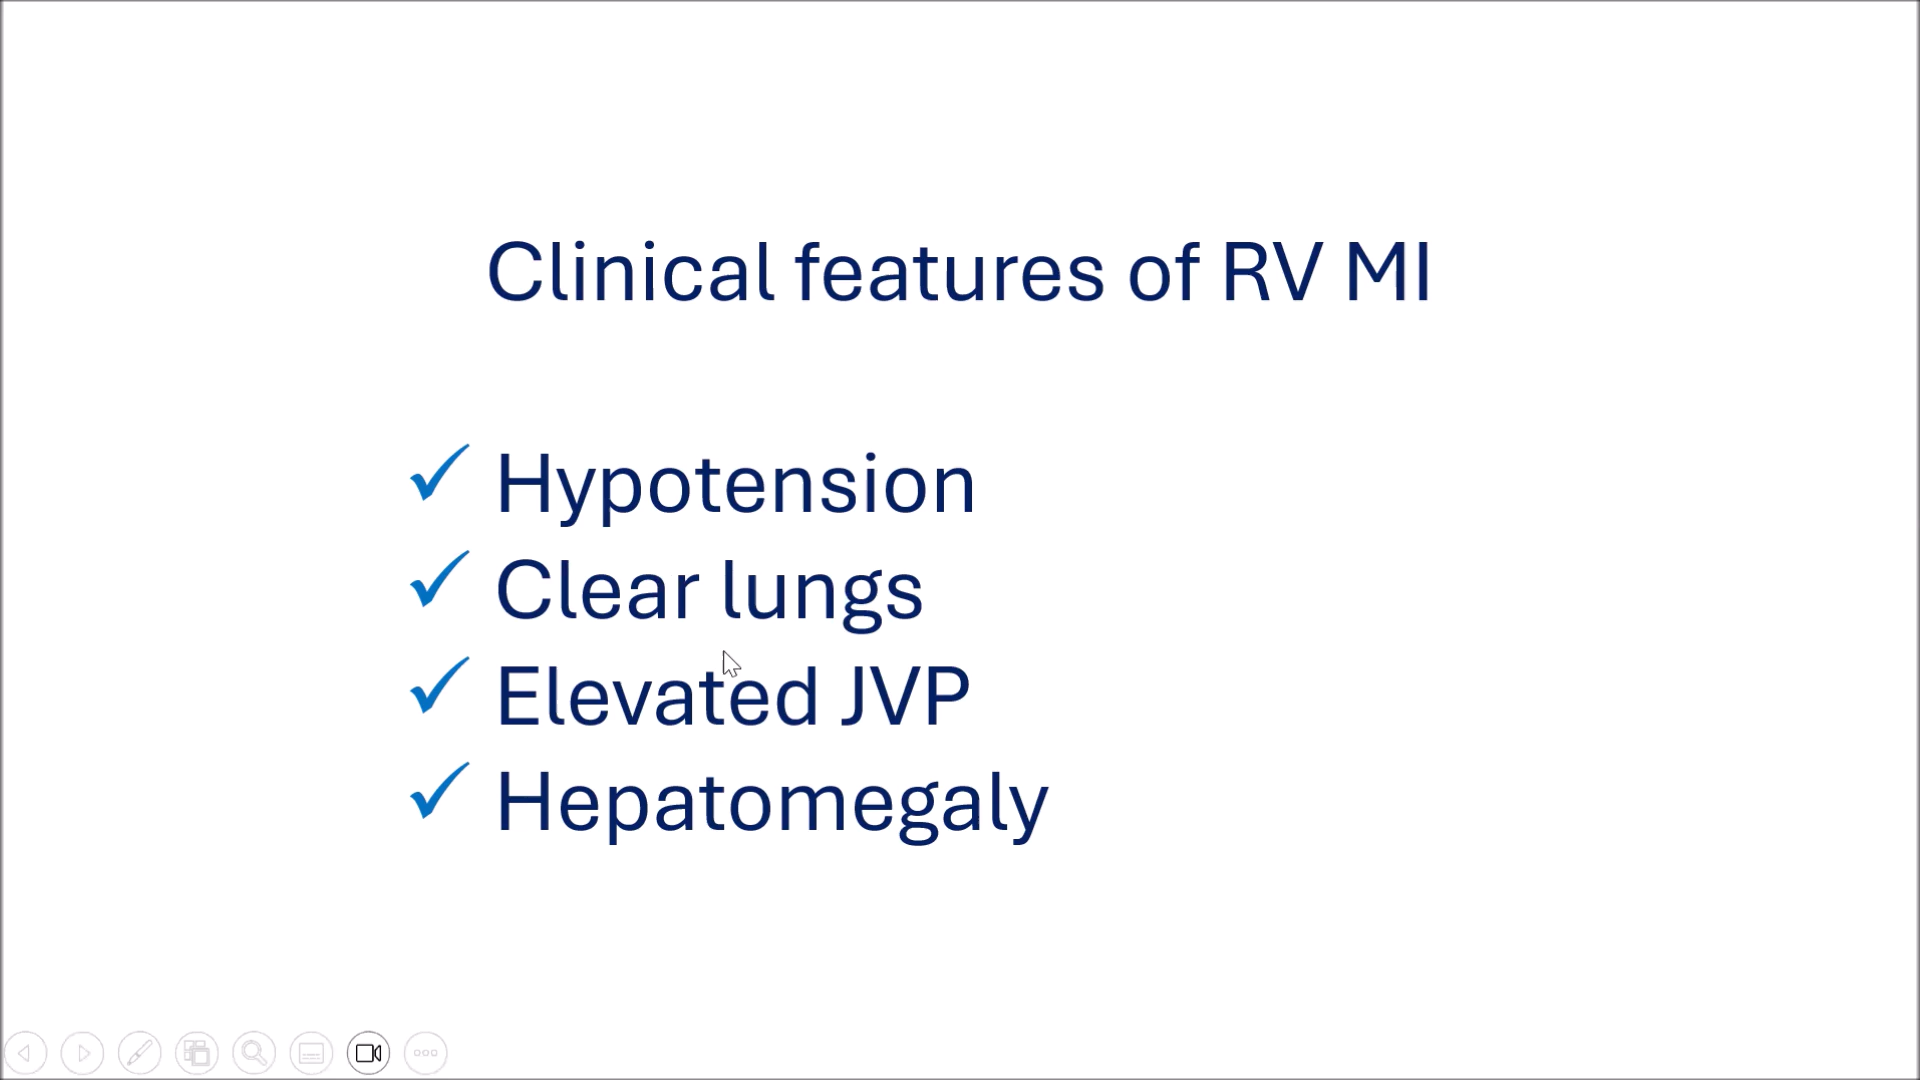 Clinical features of RV MI
✓ Hypotension
✓ Clear lungs
✓ Elevated JVP
✓ Hepatomegaly